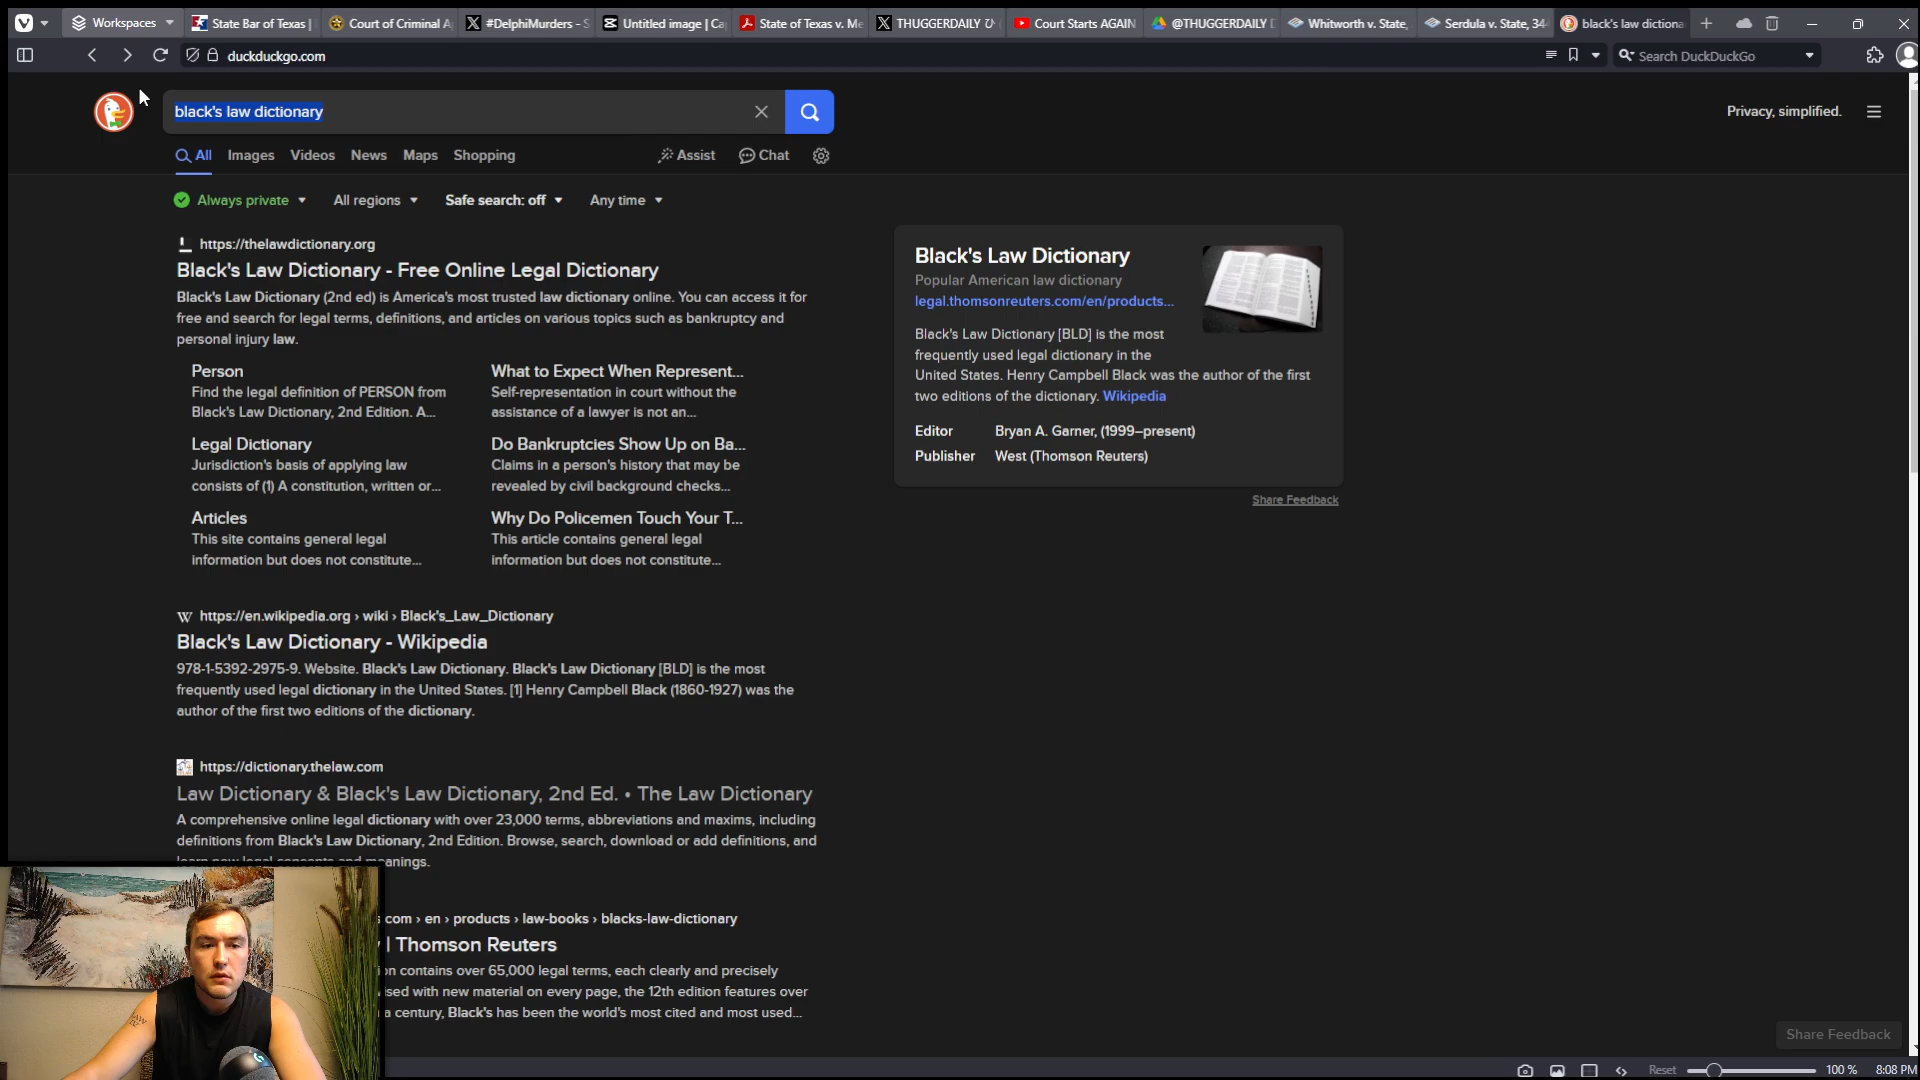 Workspaces
State Bar of Texas |
Court of Criminal A
#DelphiMurders - S
Untitled image | Ca
State of Texas v. Me
THUGGERDAILY
Court Starts AGAIN
@THUGGERDAILY D
Whitworth v. State,
Serdula v. State, 344
black's law dictiona
duckduckgo.com
Search DuckDuckGo
black's law dictionary
Privacy, simplified.
All
Images
Videos
News
Maps
Shopping
Assist
Chat
Always private
All regions
Safe search: off
Any time
https://thelawdictionary.org
Black's Law Dictionary - Free Online Legal Dictionary
Black's Law Dictionary (2nd ed) is America's most trusted law dictionary online. You can access it for
free and search for legal terms, definitions, and articles on various topics such as bankruptcy and
personal injury law.
Person
Find the legal definition of PERSON from
Black's Law Dictionary, 2nd Edition. A...
What to Expect When Represent...
Self-representation in court without the
assistance of a lawyer is not an...
Legal Dictionary
Jurisdiction's basis of applying law
consists of (1) A constitution, written or...
Do Bankruptcies Show Up on Ba...
Claims in a person's history that may be
revealed by civil background checks...
Articles
This site contains general legal
information but does not constitute...
Why Do Policemen Touch Your T...
This article contains general legal
information but does not constitute...
https://en.wikipedia.org › wiki › Black's_Law_Dictionary
Black's Law Dictionary - Wikipedia
978-1-5392-2975-9. Website. Black's Law Dictionary. Black's Law Dictionary [BLD] is the most
frequently used legal dictionary in the United States. [1] Henry Campbell Black (1860-1927) was the
author of the first two editions of the dictionary.
https://dictionary.thelaw.com
Law Dictionary & Black's Law Dictionary, 2nd Ed. • The Law Dictionary
A comprehensive online legal dictionary with over 23,000 terms, abbreviations and maxims, including
definitions from Black's Law Dictionary, 2nd Edition. Browse, search, download or add definitions, and
learn new legal concepts and meanings.
s com › en › products › law-books › blacks-law-dictionary
y | Thomson Reuters
on contains over 65,000 legal terms, each clearly and precisely
ised with new material on every page, the 12th edition features over
a century, Black's has been the world's most cited and most used...
Black's Law Dictionary
Popular American law dictionary
legal.thomsonreuters.com/en/products...
Black's Law Dictionary [BLD] is the most
frequently used legal dictionary in the
United States. Henry Campbell Black was the author of the first
two editions of the dictionary. Wikipedia
Editor Bryan A. Garner, (1999–present)
Publisher West (Thomson Reuters)
Share Feedback
Share Feedback
Reset
100 %
8:08 PM